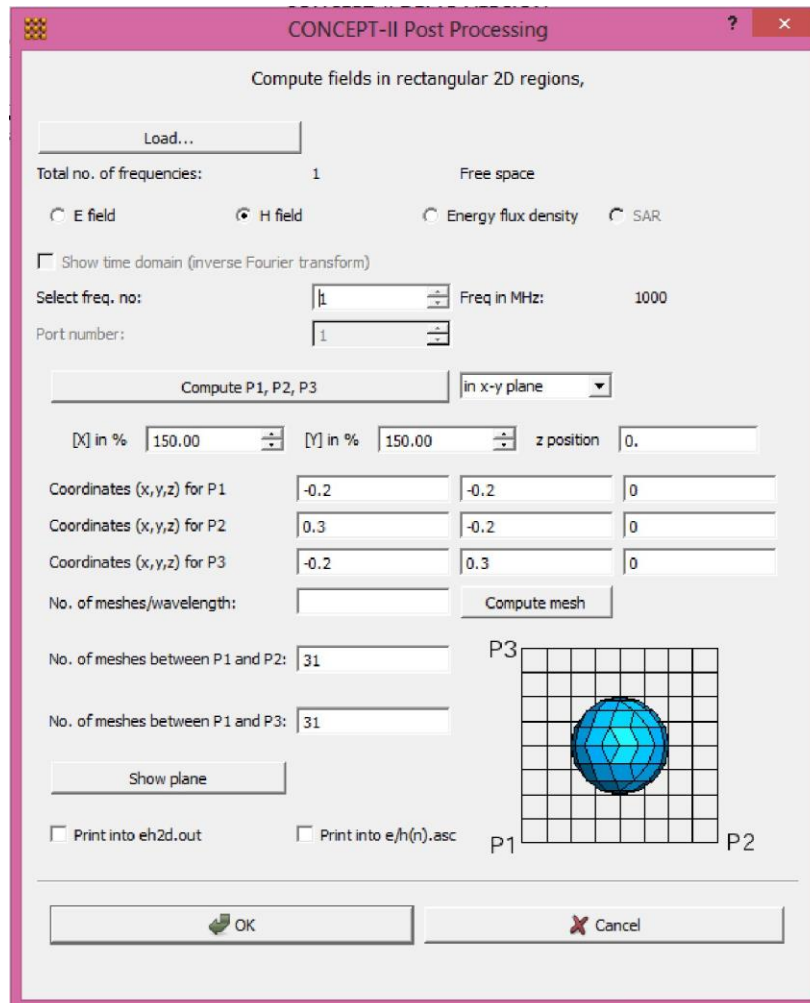 CONCEPT-II Post Processing ?
Compute fields in rectangular 2D regions,
Load...
Total no. of frequencies: 1 Free space
E field H field Energy flux density SAR
Show time domain (inverse Fourier transform)
Select freq. no: 1 Freq in MHz: 1000
Port number: 1
Compute P1, P2, P3 in x-y plane
[X] in % 150.00 [Y] in % 150.00 z position 0.
Coordinates (x,y,z) for P1 -0.2 -0.2 0
Coordinates (x,y,z) for P2 0.3 -0.2 0
Coordinates (x,y,z) for P3 -0.2 0.3 0
No. of meshes/wavelength: Compute mesh
P3
No. of meshes between P1 and P2: 31
No. of meshes between P1 and P3: 31
Show plane
Print into eh2d.out Print into e/h(n).asc P1 P2
OK Cancel